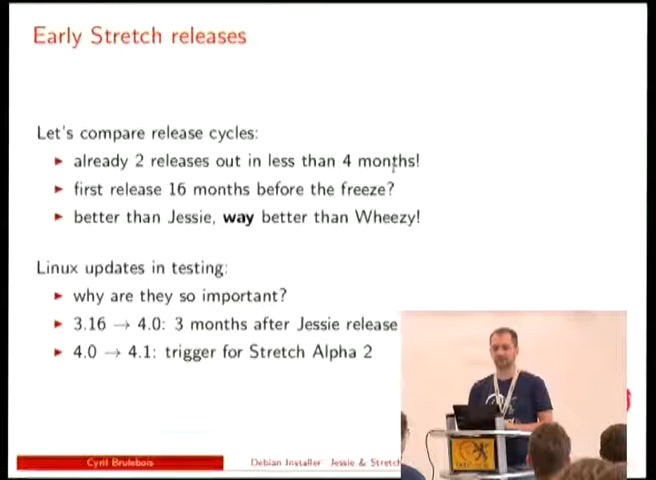 Early Stretch releases
Let's compare release cycles:
► already 2 releases out in less than 4 months!
► first release 16 months before the freeze?
► better than Jessie, way better than Wheezy!
Linux updates in testing:
► why are they so important?
► 3.16 → 4.0: 3 months after Jessie release
► 4.0 → 4.1: trigger for Stretch Alpha 2
Cyril Brulebois
Debian Installer Jessie & Stretch